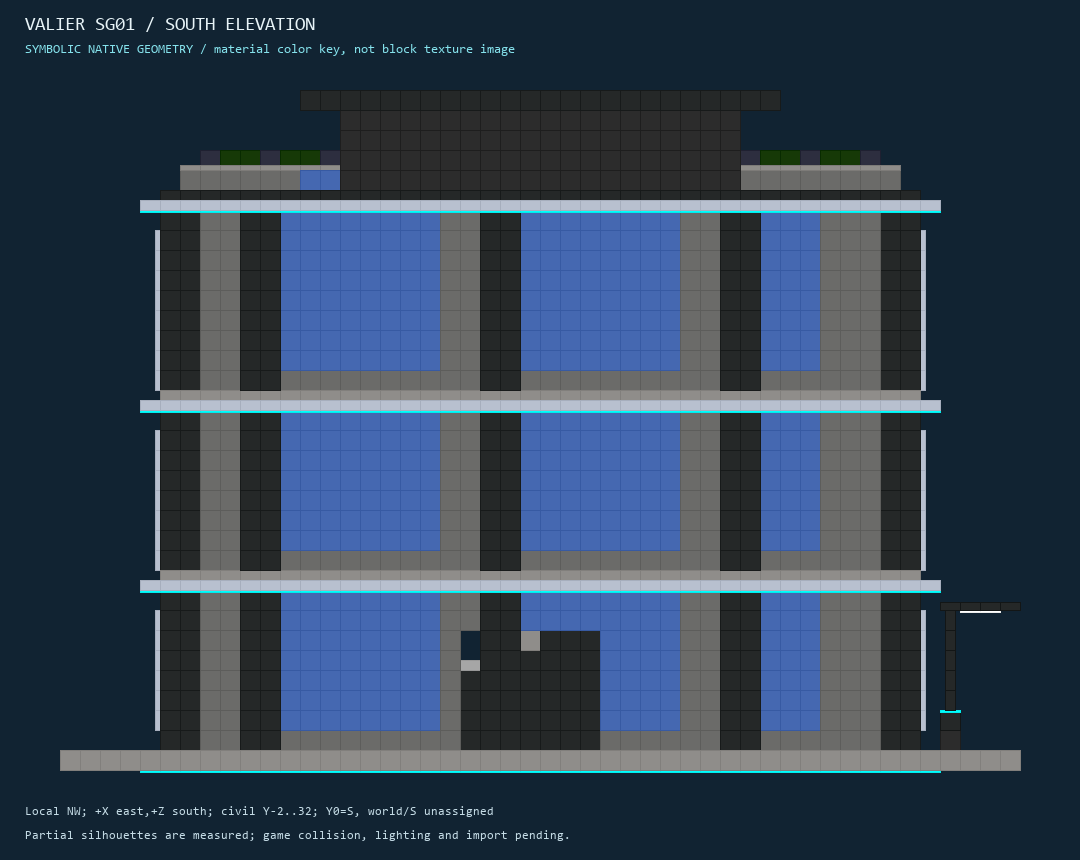 VALIER SG01 / SOUTH ELEVATION
SYMBOLIC NATIVE GEOMETRY / material color key, not block texture image
Local NW; +X east,+Z south; civil Y-2..32; Y0=S, world/S unassigned
Partial silhouettes are measured; game collision, lighting and import pending.